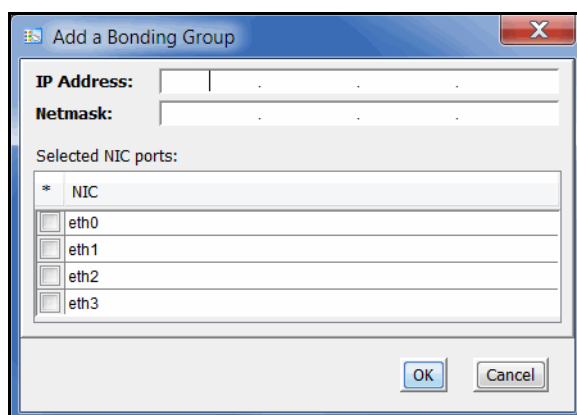 Add a Bonding Group
IP Address: . . .
Netmask: . . .
Selected NIC ports:
* NIC
eth0
eth1
eth2
eth3
OK Cancel